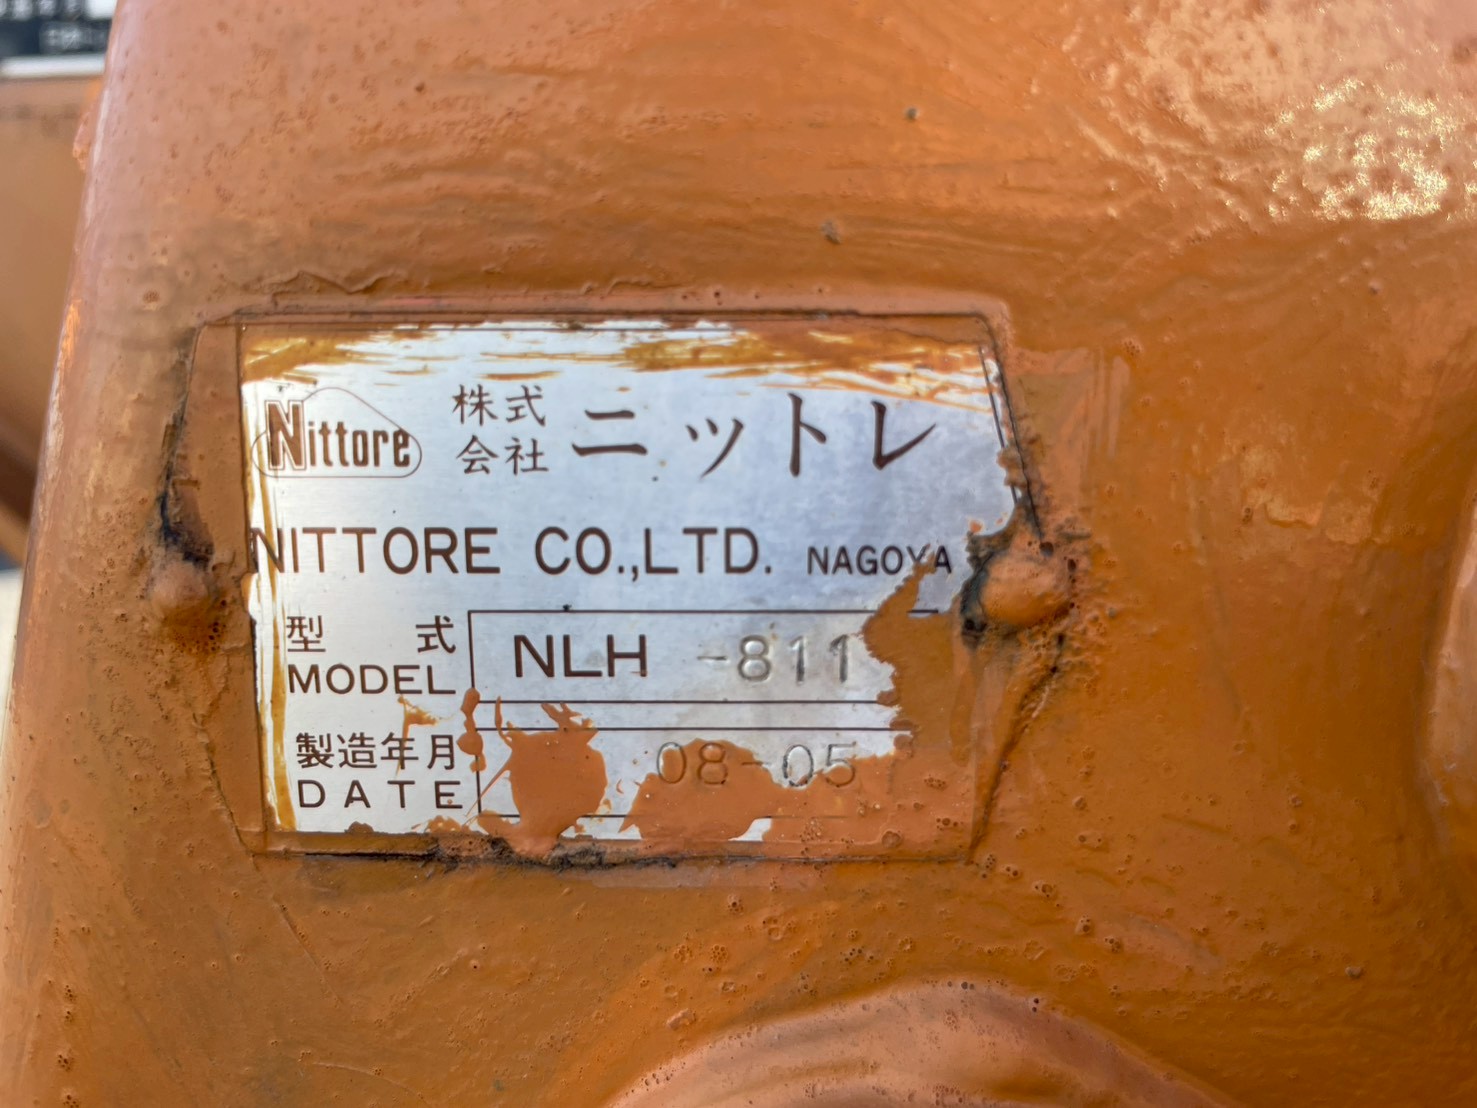 Nittore 株式会社 ニットレ
NITTORE CO.,LTD. NAGOYA
型式 NLH -811
MODEL
製造年月 08-05
DATE